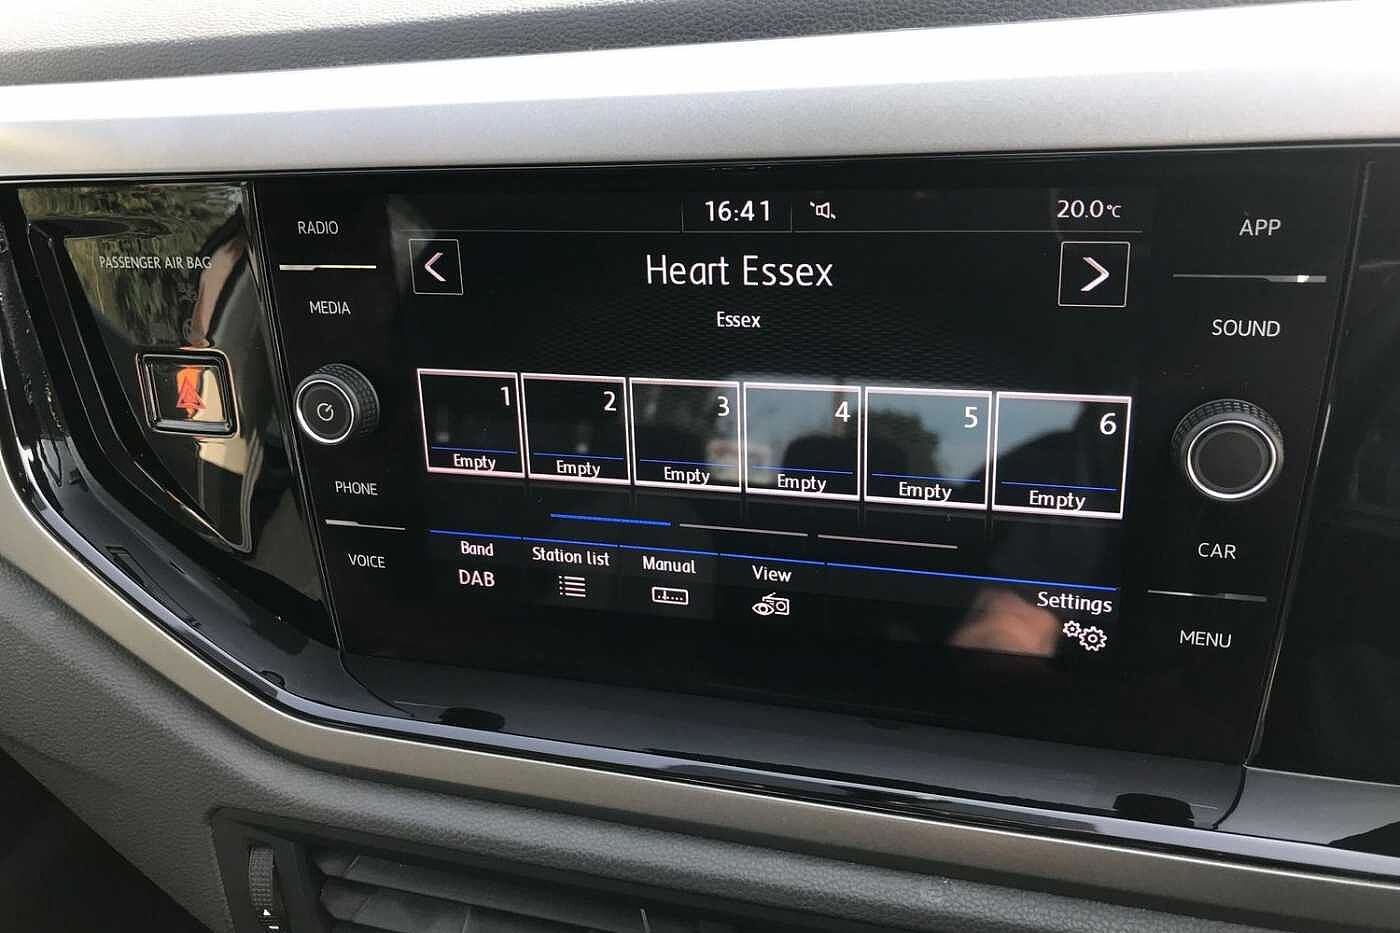 16:41
20.0°C
RADIO
MEDIA
PHONE
VOICE
PASSENGER AIR BAG
Heart Essex
Essex
1
2
3
4
5
6
Empty
Empty
Empty
Empty
Empty
Empty
Band
DAB
Station list
Manual
View
Settings
APP
SOUND
CAR
MENU